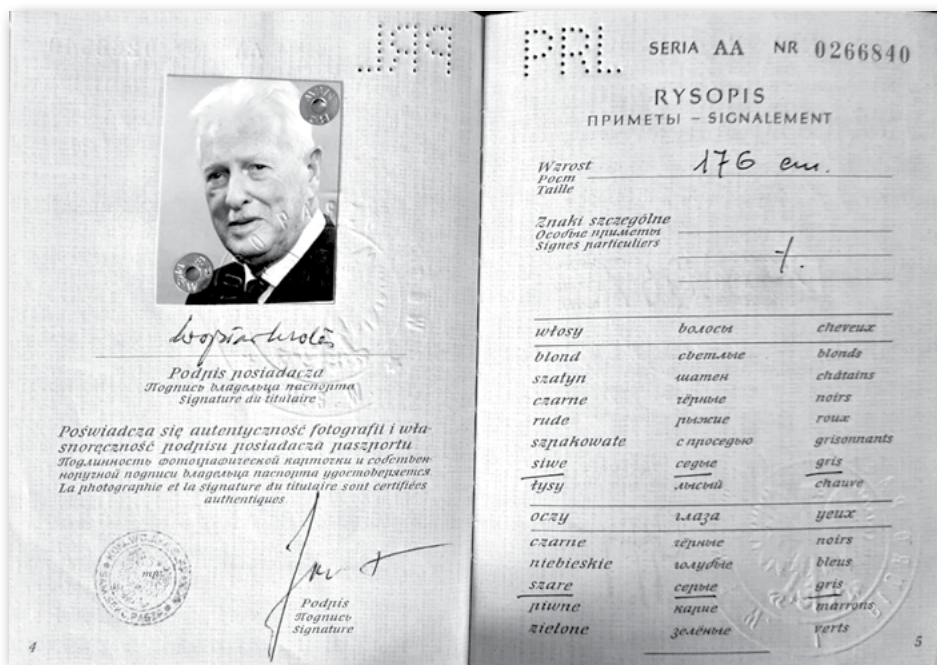 PRL
Podpis posiadacza
Подпись владельца паспорта
Signature du titulaire
Poświadcza się autentyczność fotografii i wła-
snoręczność podpisu posiadacza paszportu
Подлинность фотографической карточки и собствен-
норучной подписи владельца паспорта удостоверяется
La photographie et la signature du titulaire sont certifiées
authentiques
mp.
Podpis
Подпись
Signature
4
PRL SERIA AA NR 0266840
RYSOPIS
ПРИМЕТЫ – SIGNALEMENT
Wzrost 176 cm.
Рост
Taille
Znaki szczególne
Особые приметы
Signes particuliers
włosy волосы cheveux
blond светлые blonds
szatyn шатен châtains
czarne чёрные noirs
rude рыжие roux
szpakowate с проседью grisonnants
siwe седые gris
łysy лысый chauve
oczy глаза yeux
czarne чёрные noirs
niebieskie голубые bleus
szare серые gris
piwne карие marrons
zielone зелёные verts
5